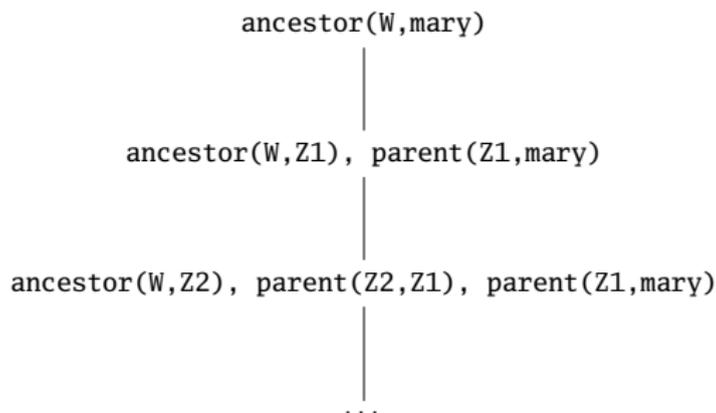 ancestor(W,mary)
ancestor(W,Z1), parent(Z1,mary)
ancestor(W,Z2), parent(Z2,Z1), parent(Z1,mary)
...